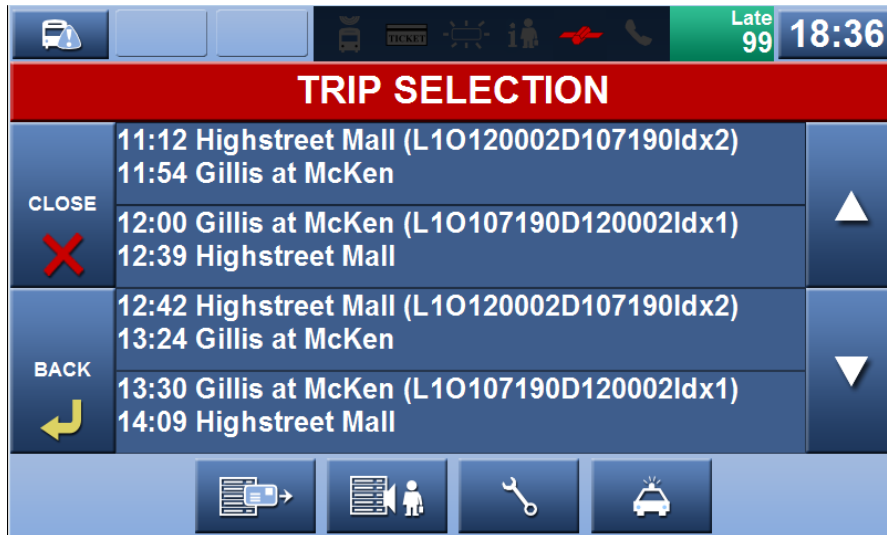 TICKET
Late
99
18:36
TRIP SELECTION
CLOSE
BACK
11:12 Highstreet Mall (L1O120002D107190Idx2)
11:54 Gillis at McKen
12:00 Gillis at McKen (L1O107190D120002Idx1)
12:39 Highstreet Mall
12:42 Highstreet Mall (L1O120002D107190Idx2)
13:24 Gillis at McKen
13:30 Gillis at McKen (L1O107190D120002Idx1)
14:09 Highstreet Mall